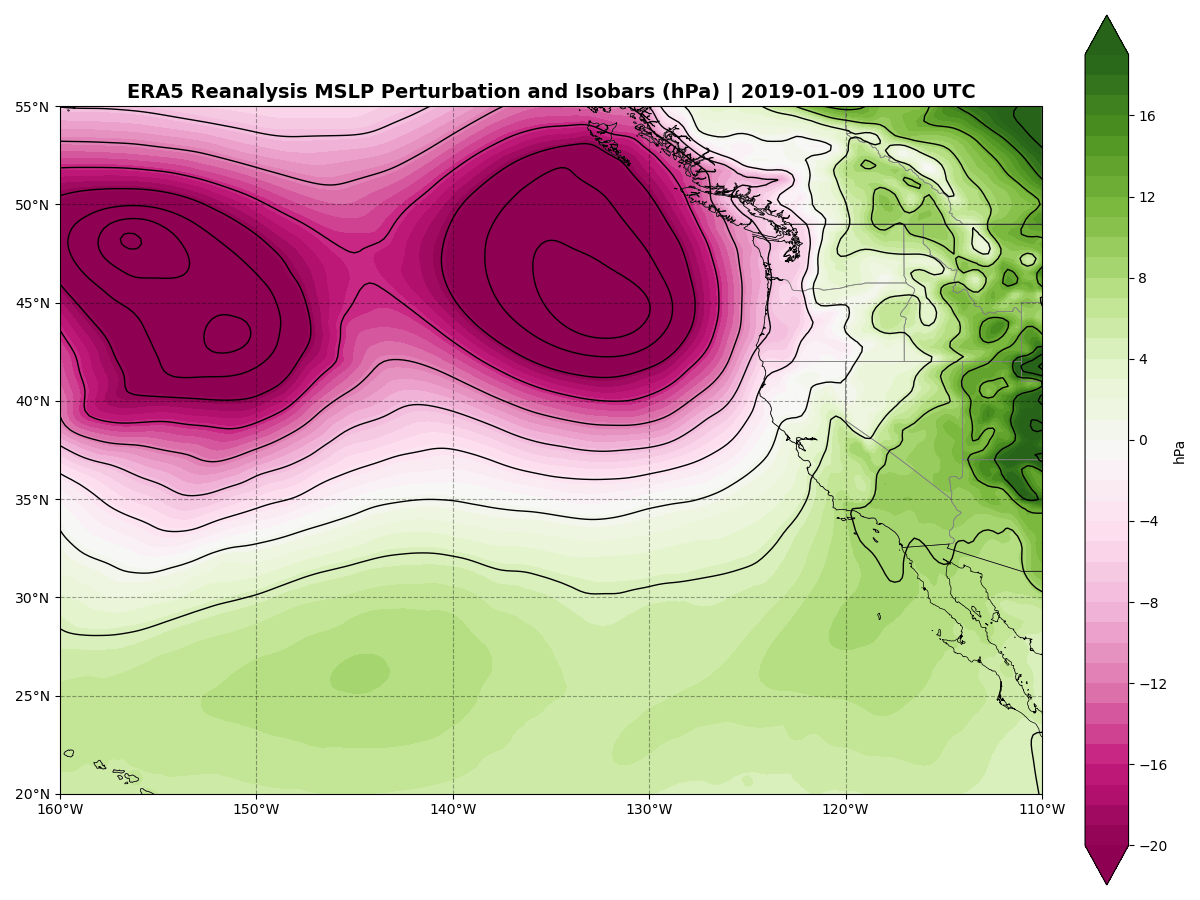 ERA5 Reanalysis MSLP Perturbation and Isobars (hPa) | 2019-01-09 1100 UTC
55°N
50°N
45°N
40°N
35°N
30°N
25°N
20°N
160°W 150°W 140°W 130°W 120°W 110°W
16
12
8
4
0
−4
−8
−12
−16
−20
hPa